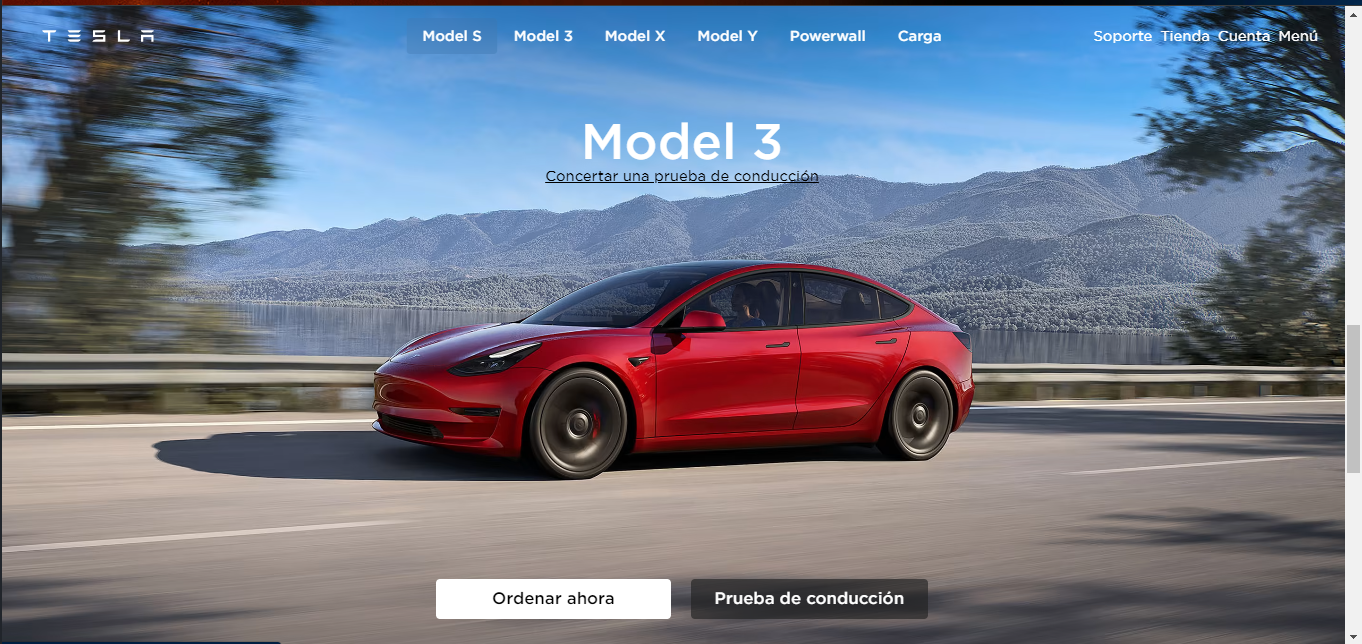 TESLA Model S Model 3 Model X Model Y Powerwall Carga Soporte Tienda Cuenta Menú
Model 3
Concertar una prueba de conducción
Ordenar ahora Prueba de conducción